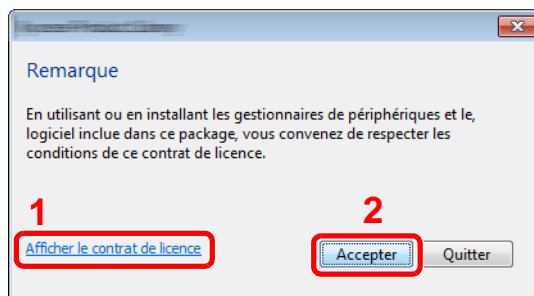 Remarque
En utilisant ou en installant les gestionnaires de périphériques et le,
logiciel inclue dans ce package, vous convenez de respecter les
conditions de ce contrat de licence.
1
2
Afficher le contrat de licence
Accepter
Quitter